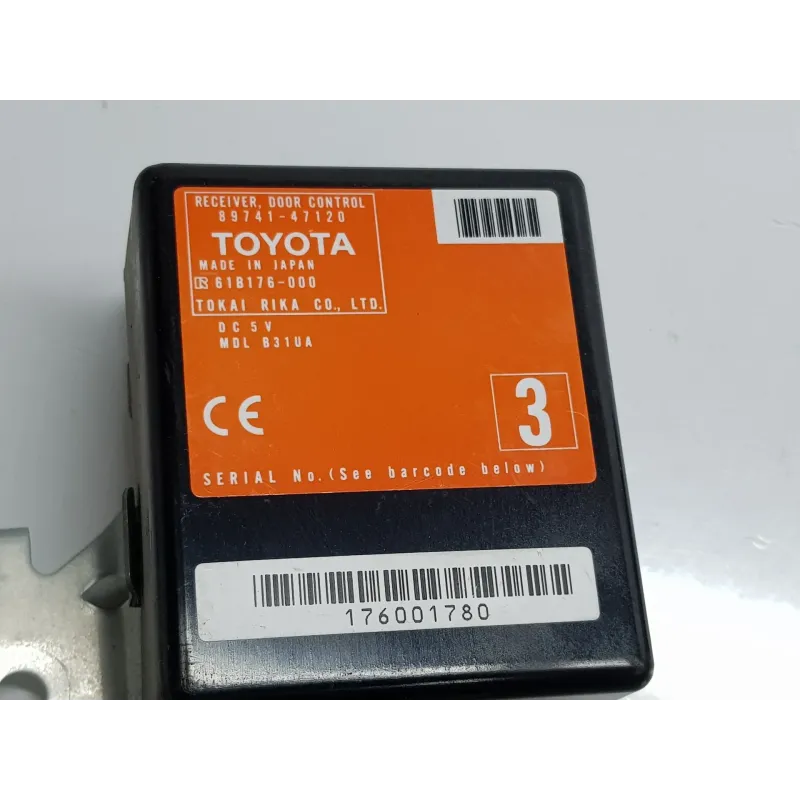 RECEIVER, DOOR CONTROL
89741-47120
TOYOTA
MADE IN JAPAN
R 61B176-000
TOKAI RIKA CO., LTD.
DC 5V
MDL B31UA
CE
3
SERIAL No. (See barcode below)
176001780